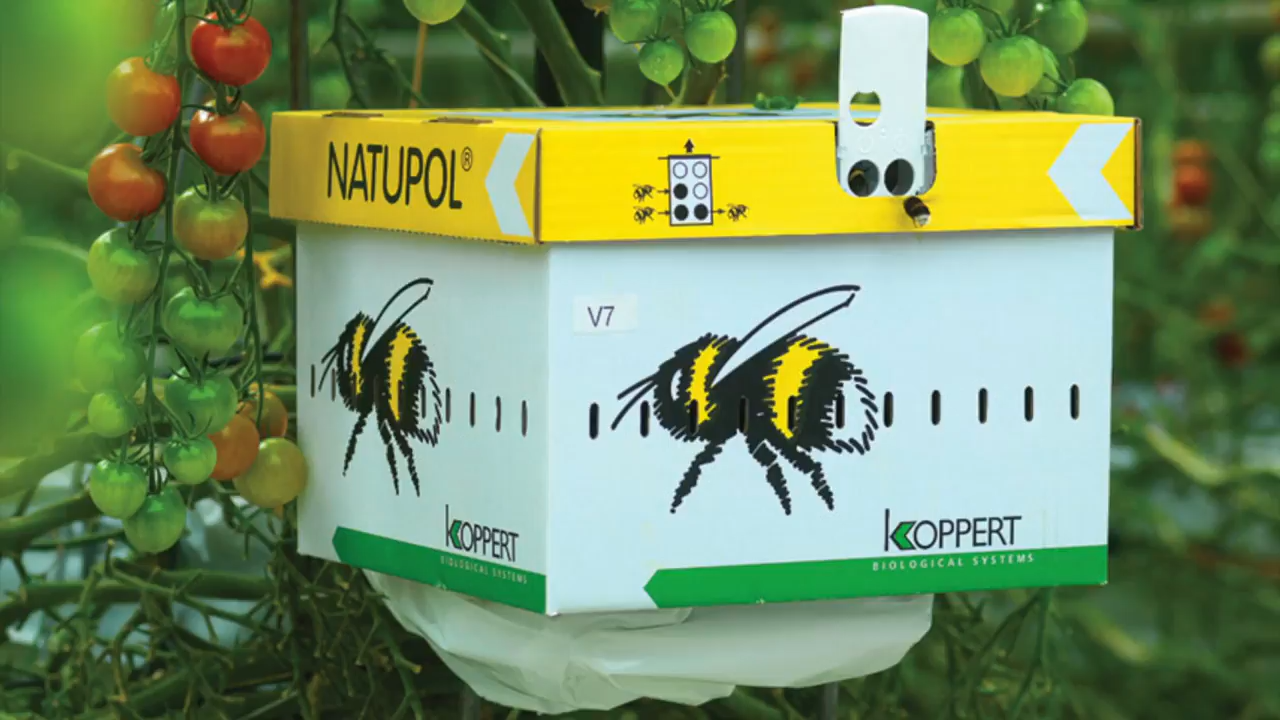 NATUPOL®
V7
KOPPERT
BIOLOGICAL SYSTEMS
KOPPERT
BIOLOGICAL SYSTEMS